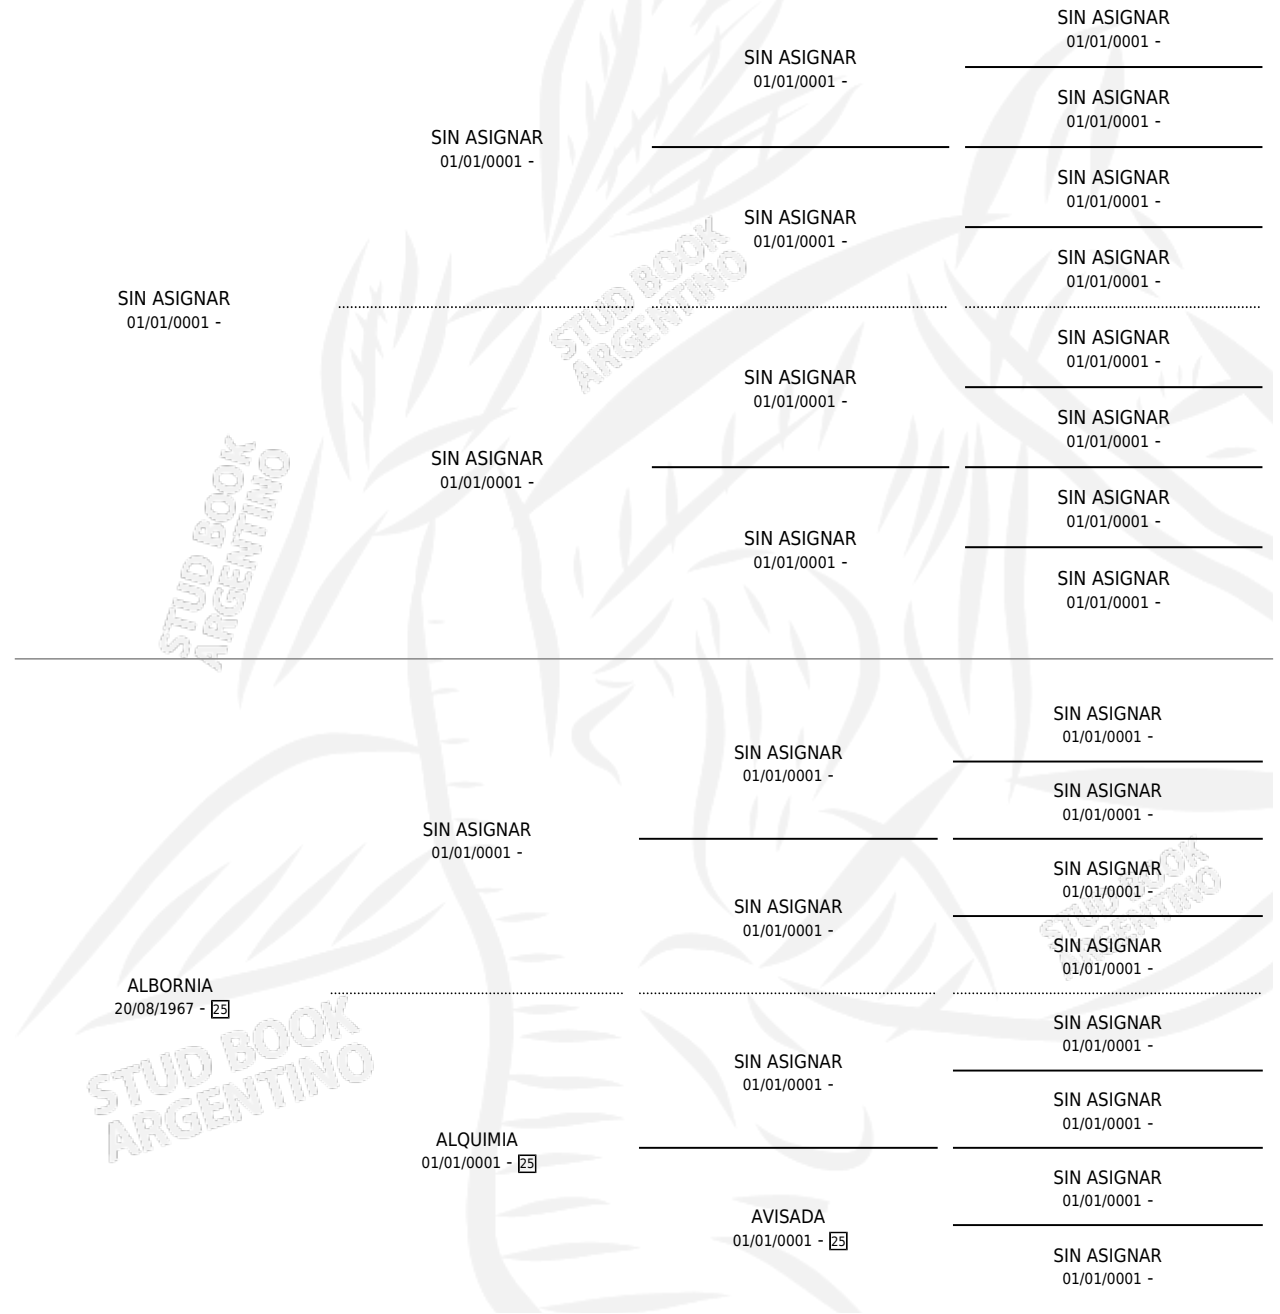 SIN ASIGNAR
01/01/0001 -
SIN ASIGNAR
01/01/0001 -
SIN ASIGNAR
01/01/0001 -
SIN ASIGNAR
01/01/0001 -
SIN ASIGNAR
01/01/0001 -
SIN ASIGNAR
01/01/0001 -
SIN ASIGNAR
01/01/0001 -
SIN ASIGNAR
01/01/0001 -
STUD BOOK
ARGENTINO
SIN ASIGNAR
01/01/0001 -
SIN ASIGNAR
01/01/0001 -
SIN ASIGNAR
01/01/0001 -
SIN ASIGNAR
01/01/0001 -
SIN ASIGNAR
01/01/0001 -
STUD BOOK
ARGENTINO
SIN ASIGNAR
01/01/0001 -
SIN ASIGNAR
01/01/0001 -
SIN ASIGNAR
01/01/0001 -
SIN ASIGNAR
01/01/0001 -
SIN ASIGNAR
01/01/0001 -
SIN ASIGNAR
01/01/0001 -
SIN ASIGNAR
01/01/0001 -
SIN ASIGNAR
01/01/0001 -
SIN ASIGNAR
01/01/0001 -
SIN ASIGNAR
01/01/0001 -
STUD BOOK
ARGENTINO
SIN ASIGNAR
01/01/0001 -
ALBORNIA
20/08/1967 - 25
STUD BOOK
ARGENTINO
SIN ASIGNAR
01/01/0001 -
SIN ASIGNAR
01/01/0001 -
SIN ASIGNAR
01/01/0001 -
ALQUIMIA
01/01/0001 - 25
SIN ASIGNAR
01/01/0001 -
AVISADA
01/01/0001 - 25
SIN ASIGNAR
01/01/0001 -